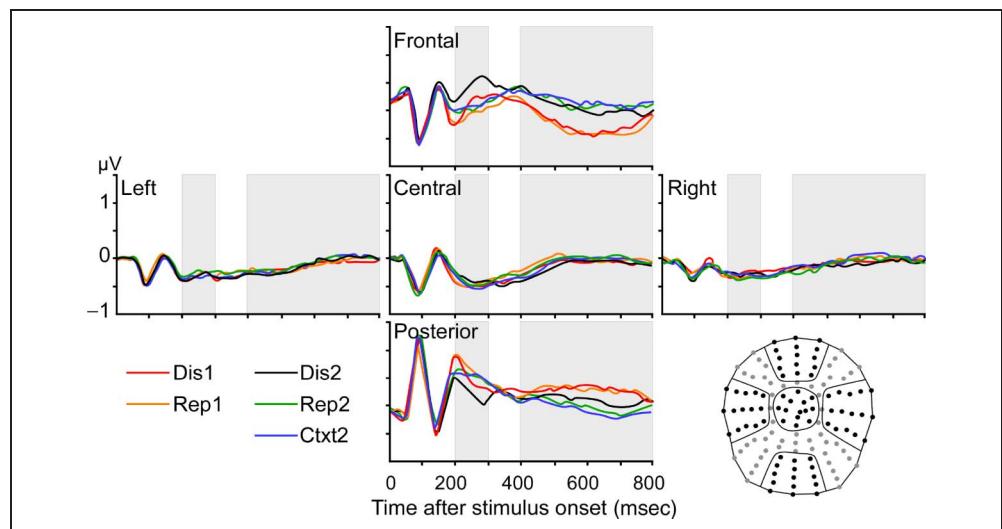 Frontal
µV
Left
Central
Right
1
0
−1
Posterior
Dis1
Dis2
Rep1
Rep2
Ctxt2
0 200 400 600 800
Time after stimulus onset (msec)